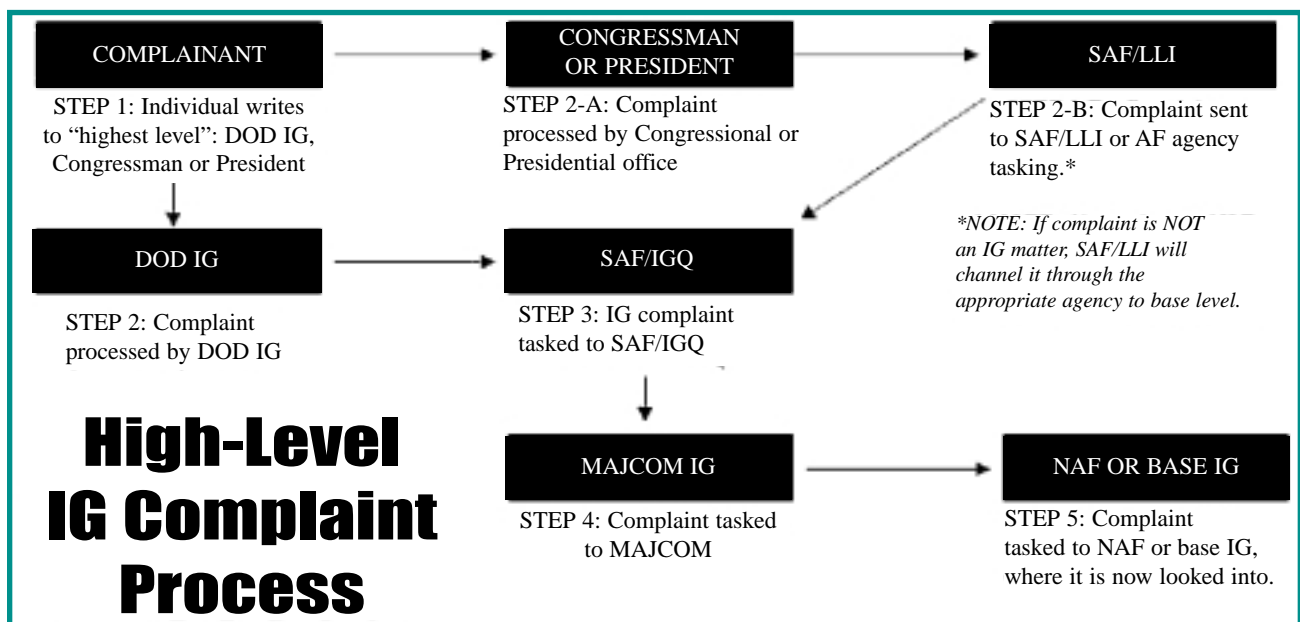 COMPLAINANT
STEP 1: Individual writes
to “highest level”: DOD IG,
Congressman or President
CONGRESSMAN
OR PRESIDENT
STEP 2-A: Complaint
processed by Congressional or
Presidential office
SAF/LLI
STEP 2-B: Complaint sent
to SAF/LLI or AF agency
tasking.*
*NOTE: If complaint is NOT
an IG matter, SAF/LLI will
channel it through the
appropriate agency to base level.
DOD IG
STEP 2: Complaint
processed by DOD IG
SAF/IGQ
STEP 3: IG complaint
tasked to SAF/IGQ
High-Level
IG Complaint
Process
MAJCOM IG
STEP 4: Complaint tasked
to MAJCOM
NAF OR BASE IG
STEP 5: Complaint
tasked to NAF or base IG,
where it is now looked into.